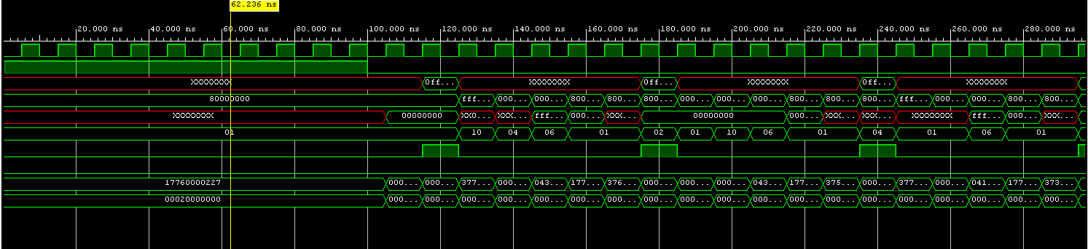 62.236 ns
20.000 ns 40.000 ns 60.000 ns 80.000 ns 100.000 ns 120.000 ns 140.000 ns 160.000 ns 180.000 ns 200.000 ns 220.000 ns 240.000 ns 260.000 ns 280.000 ns
XXXXXXXX 0ff... XXXXXXXX 0ff... XXXXXXXX 0ff... XXXXXXXX
80000000 fff... 000... 000... 800... 800... 800... 000... 000... 000... 800... 800... 800... fff... 000... 000... 800... 800...
XXXXXXXX 00000000 XX0... XXX... fff... 000... XXX... 00000000 000... XXX... XXX... XXXXXXXX fff... 000... XXX...
01 10 04 06 01 02 01 10 06 01 04 01 06 01
17760000227 000... 000... 377... 000... 043... 177... 376... 000... 000... 000... 043... 177... 375... 000... 377... 000... 041... 177... 373...
00020000000 000... 000... 000... 000... 000... 000... 000... 000... 000... 000... 000... 000... 000... 000... 000... 000... 000... 000... 000...